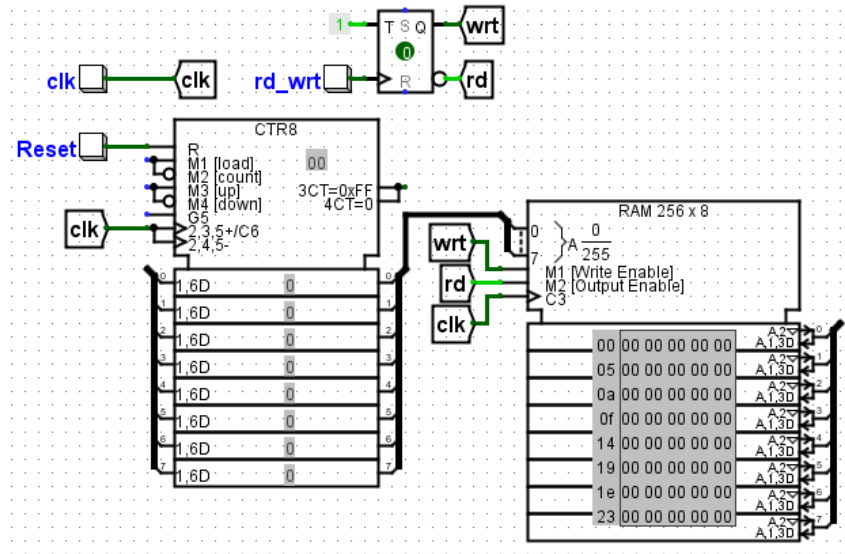 1
T S Q
0
R
wrt
rd
clk
clk
rd_wrt
Reset
CTR8
R
M1 [load]
00
M2 [count]
M3 [up]
3CT=0xFF
M4 [down]
4CT=0
G5
clk
2,3,5+/C6
2,4,5-
0
1,6D
0
0
1
1,6D
0
1
2
1,6D
0
2
3
1,6D
0
3
4
1,6D
0
4
5
1,6D
0
5
6
1,6D
0
6
7
1,6D
0
7
RAM 256 x 8
0
7
A
0
255
wrt
M1 [Write Enable]
rd
M2 [Output Enable]
clk
C3
00 00 00 00 00 00
05 00 00 00 00 00
0a 00 00 00 00 00
0f 00 00 00 00 00
14 00 00 00 00 00
19 00 00 00 00 00
1e 00 00 00 00 00
23 00 00 00 00 00
A,2
0
A,1,3D
A,2
1
A,1,3D
A,2
2
A,1,3D
A,2
3
A,1,3D
A,2
4
A,1,3D
A,2
5
A,1,3D
A,2
6
A,1,3D
A,2
7
A,1,3D